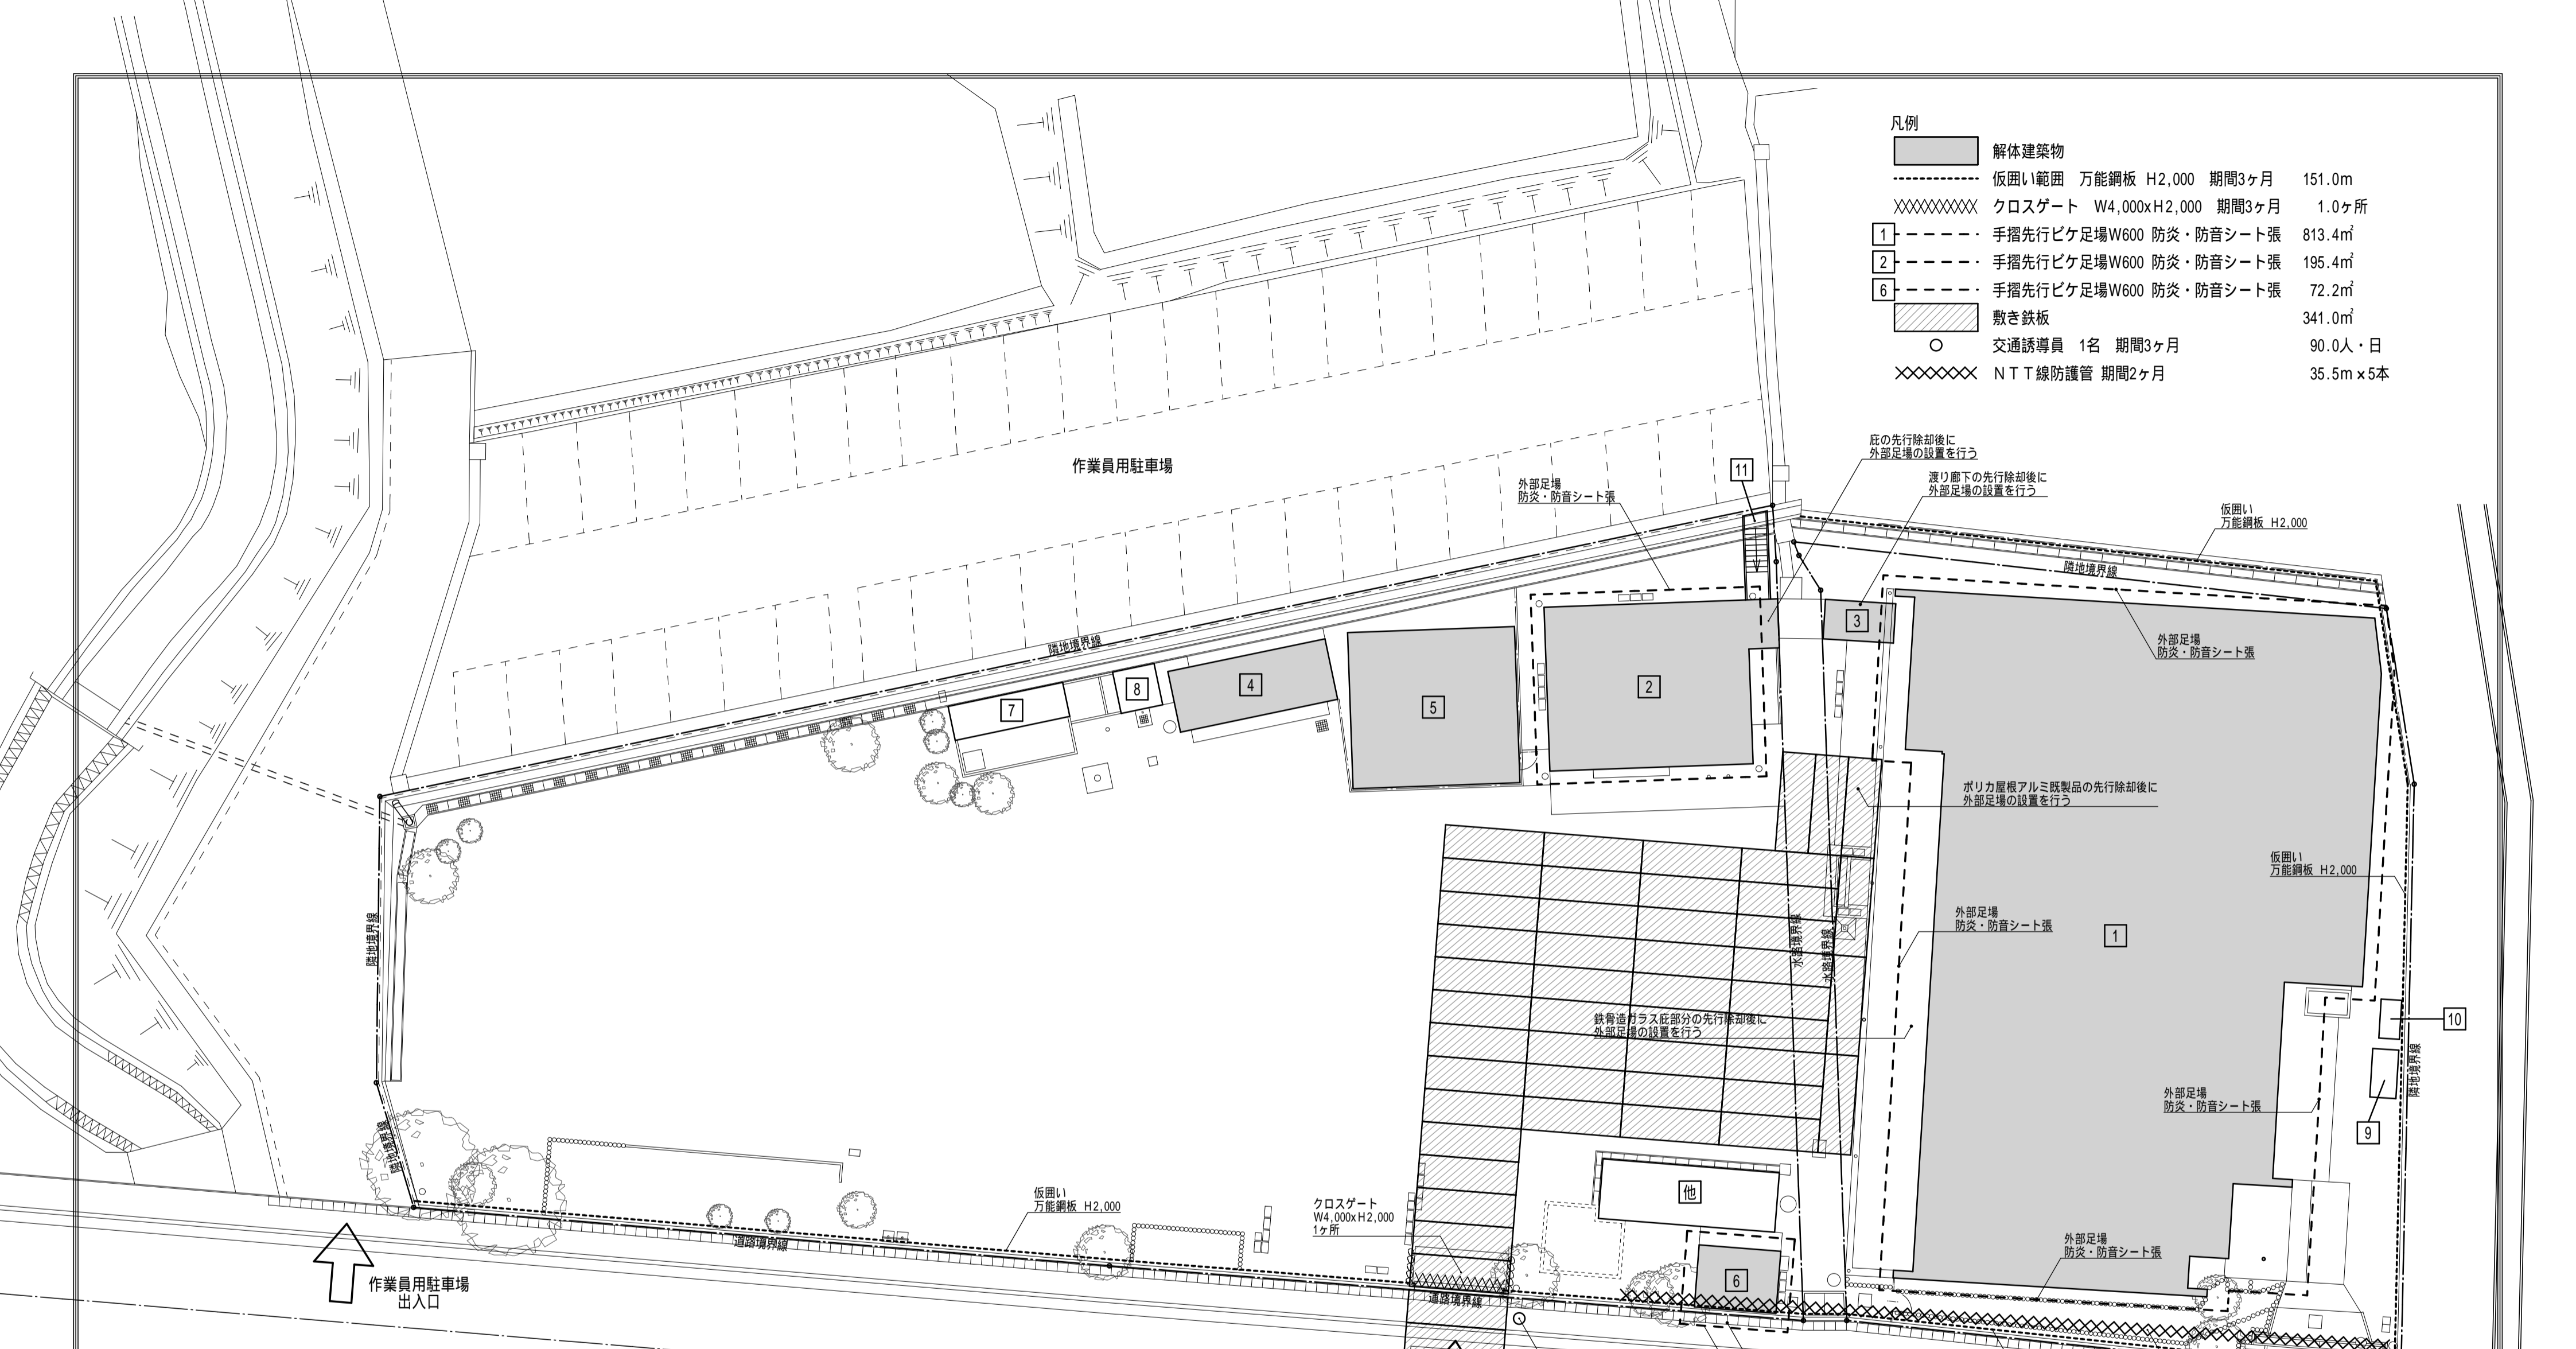 凡例
解体建築物
仮囲い範囲　万能鋼板 H2,000　期間3ヶ月　151.0m
クロスゲート　W4,000xH2,000　期間3ヶ月　1.0ヶ所
1 手摺先行ビケ足場W600 防炎・防音シート張　813.4㎡
2 手摺先行ビケ足場W600 防炎・防音シート張　195.4㎡
6 手摺先行ビケ足場W600 防炎・防音シート張　72.2㎡
敷き鉄板　341.0㎡
交通誘導員　1名　期間3ヶ月　90.0人・日
ＮＴＴ線防護管 期間2ヶ月　35.5m×5本
庇の先行除却後に
外部足場の設置を行う
作業員用駐車場
11
渡り廊下の先行除却後に
外部足場の設置を行う
外部足場
防炎・防音シート張
仮囲い
万能鋼板 H2,000
隣地境界線
3
外部足場
防炎・防音シート張
隣地境界線
8
4
2
7
5
ポリカ屋根アルミ既製品の先行除却後に
外部足場の設置を行う
仮囲い
万能鋼板 H2,000
外部足場
防炎・防音シート張
1
隣地境界線
水路境界線
水路境界線
鉄骨造ガラス庇部分の先行除却後に
外部足場の設置を行う
10
隣地境界線
外部足場
防炎・防音シート張
9
隣地境界線
仮囲い
万能鋼板 H2,000
クロスゲート
W4,000xH2,000
1ヶ所
他
道路境界線
外部足場
防炎・防音シート張
作業員用駐車場
出入口
6
道路境界線